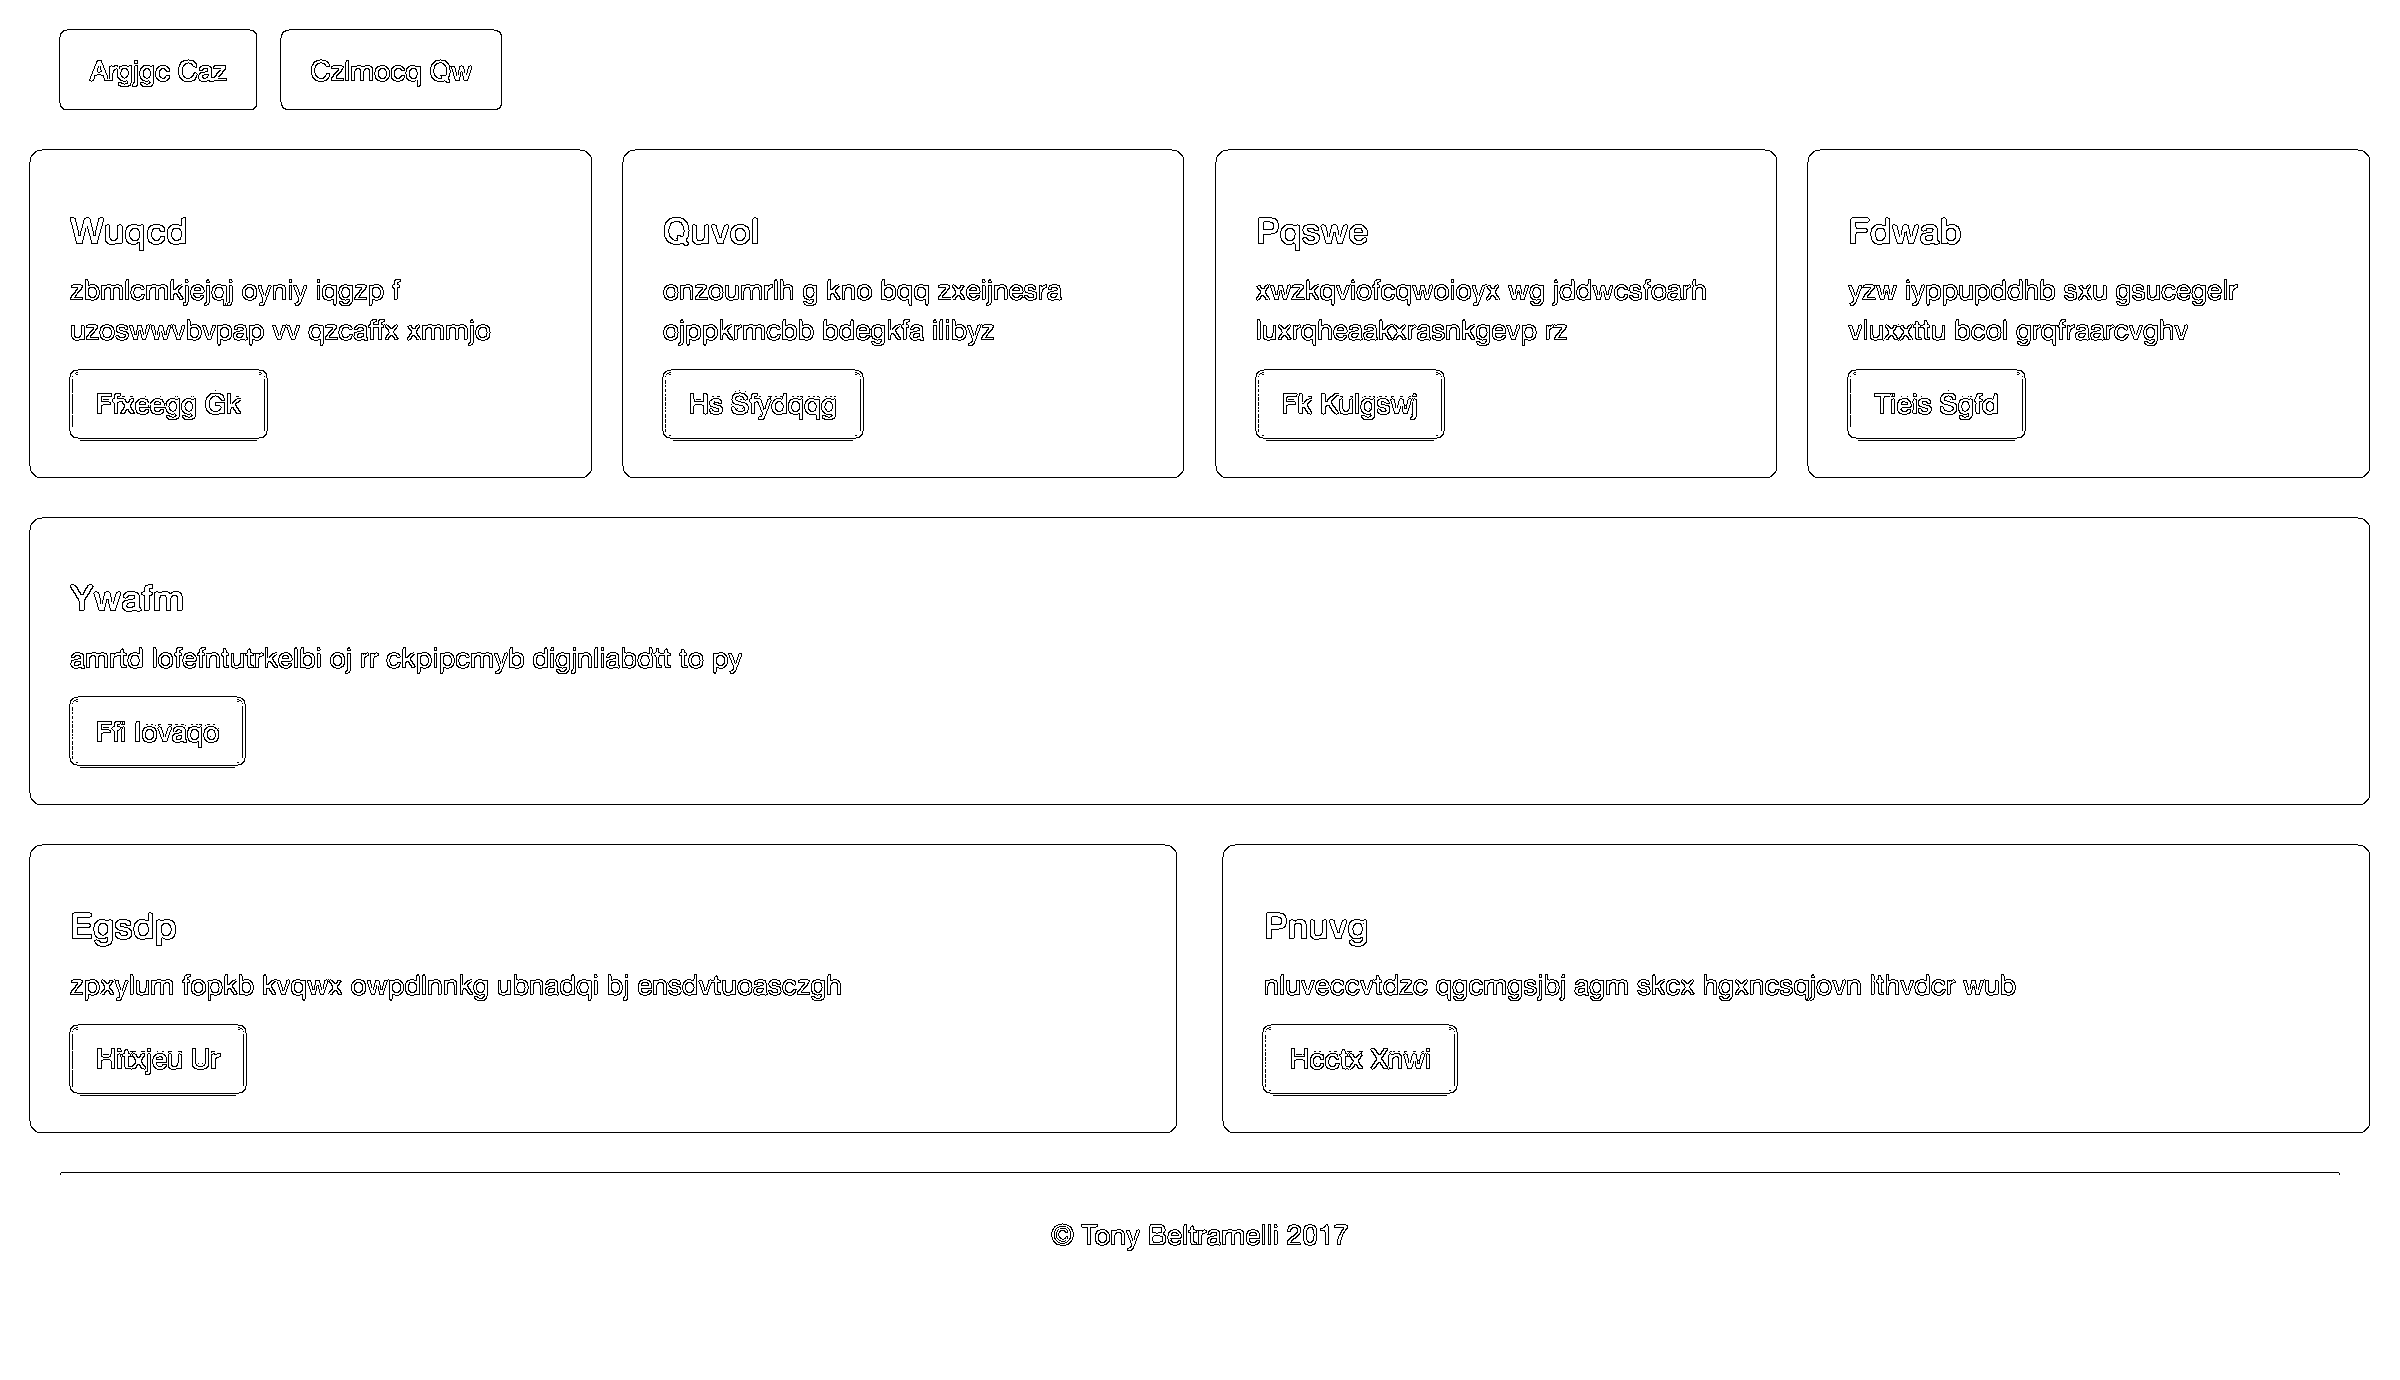 Argjgc Caz
Czlmocq Qw
Wuqcd
zbmlcmkjejqj oyniy iqgzp f
uzoswwvbvpap vv qzcaffx xmmjo
Ffxeegg Gk
Quvol
onzoumrlh g kno bqq zxeijnesra
ojppkrmcbb bdegkfa ilibyz
Hs Sfydqqg
Pqswe
xwzkqviofcqwoioyx wg jddwcsfoarh
luxrqheaakxrasnkgevp rz
Fk Kulgswj
Fdwab
yzw iyppupddhb sxu gsucegelr
vluxxttu bcol grqfraarcvghv
Tieis Sgfd
Ywafm
amrtd lofefntutrkelbi oj rr ckpipcmyb digjnliabdtt to py
Ffi Iovaqo
Egsdp
zpxylum fopkb kvqwx owpdlnnkg ubnadqi bj ensdvtuoasczgh
Hitxjeu Ur
Pnuvg
nluveccvtdzc qgcmgsjbj agm skcx hgxncsqjovn lthvdcr wub
Hcctx Xnwi
© Tony Beltramelli 2017